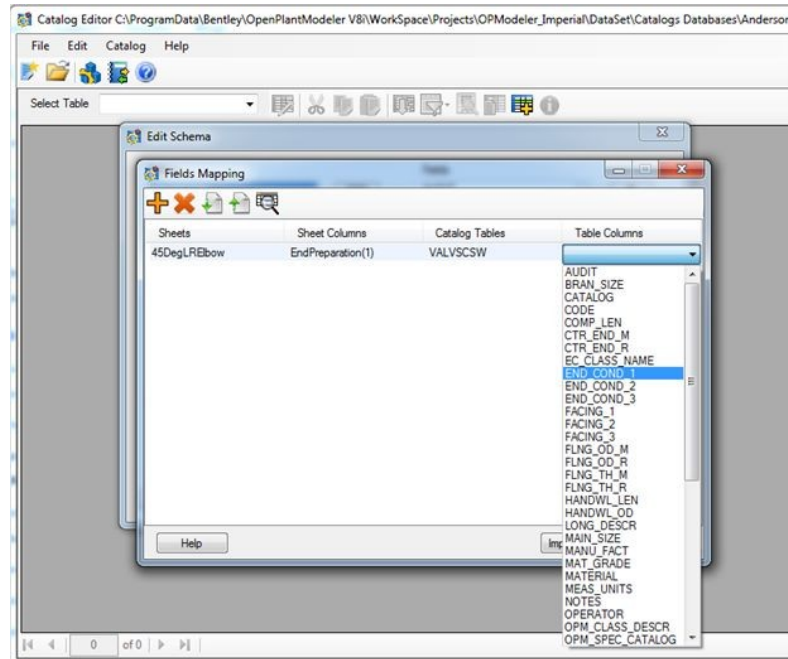 Catalog Editor C:\ProgramData\Bentley\OpenPlantModeler V8i\WorkSpace\Projects\OPModeler_Imperial\DataSet\Catalogs Databases\Anderson
File Edit Catalog Help
Select Table
Edit Schema
Fields Mapping
Sheets Sheet Columns Catalog Tables Table Columns
45DegLRElbow EndPreparation(1) VALVSCSW
AUDIT
BRAN_SIZE
CATALOG
CODE
COMP_LEN
CTR_END_M
CTR_END_R
EC_CLASS_NAME
END_COND_1
END_COND_2
END_COND_3
FACING_1
FACING_2
FACING_3
FLNG_OD_M
FLNG_OD_R
FLNG_TH_M
FLNG_TH_R
HANDWL_LEN
HANDWL_OD
LONG_DESCR
MAIN_SIZE
MANU_FACT
MAT_GRADE
MATERIAL
MEAS_UNITS
NOTES
OPERATOR
OPM_CLASS_DESCR
OPM_SPEC_CATALOG
Help Imp
0 of 0